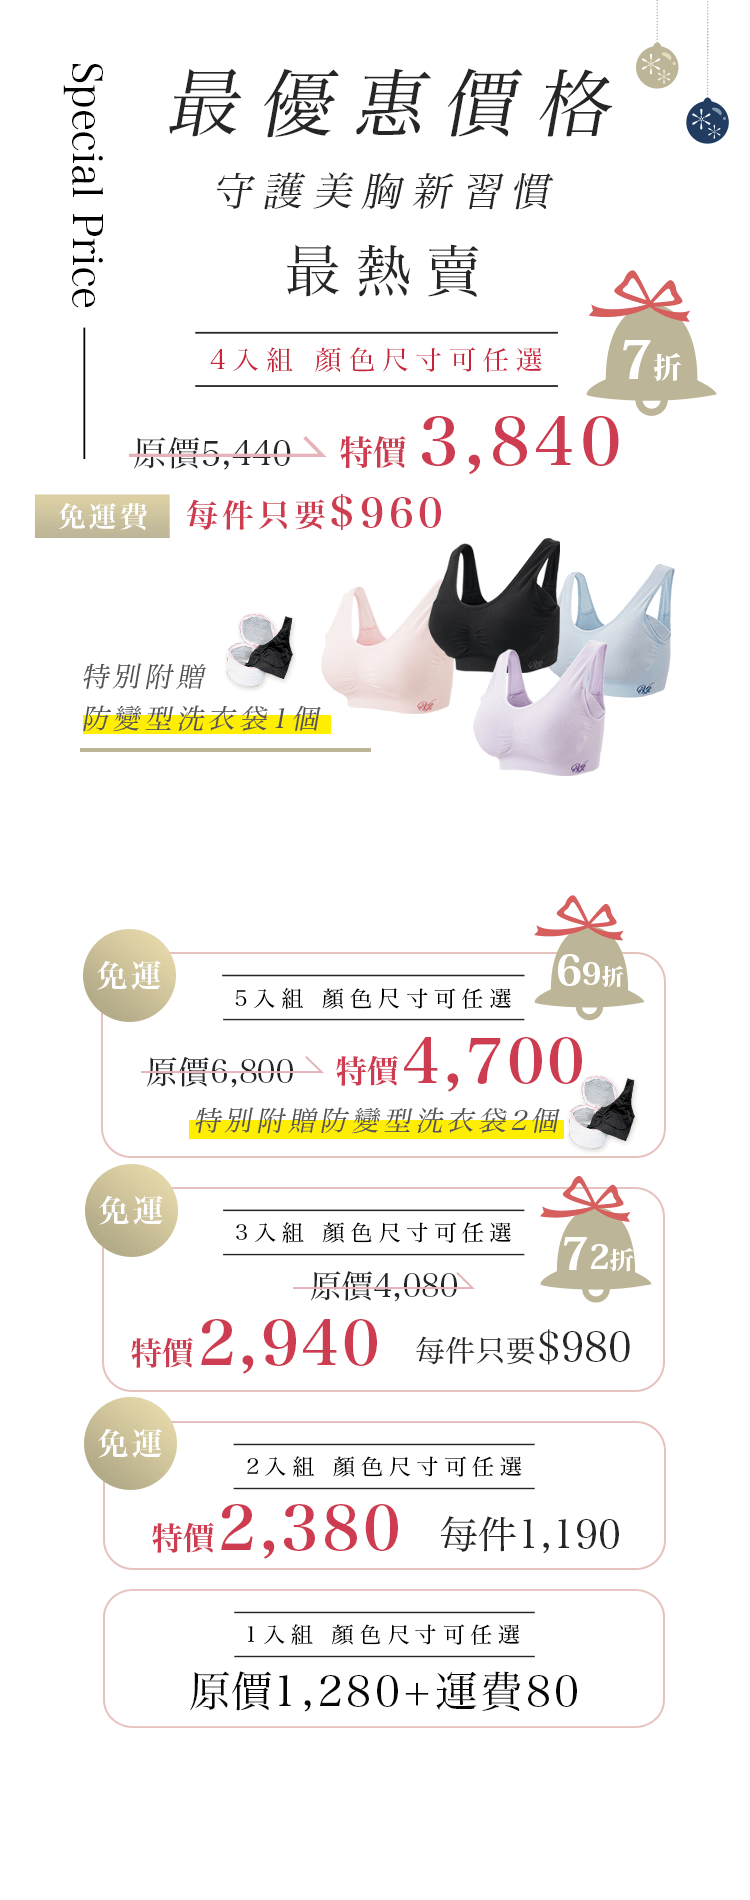 Special Price
最優惠價格
守護美胸新習慣
最熱賣
4入組 顏色尺寸可任選
7折
原價5,440 特價 3,840
免運費 每件只要$960
特別附贈
防變型洗衣袋1個
免運
69折
5入組 顏色尺寸可任選
原價6,800 特價4,700
特別附贈防變型洗衣袋2個
免運
72折
3入組 顏色尺寸可任選
原價4,080
特價2,940 每件只要$980
免運
2入組 顏色尺寸可任選
特價2,380 每件1,190
1入組 顏色尺寸可任選
原價1,280+運費80